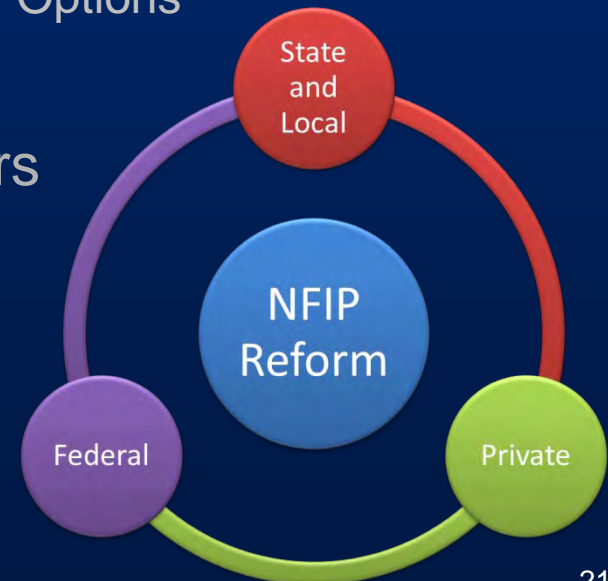 Options
State
and
Local
rs
NFIP
Reform
Federal
Private
21